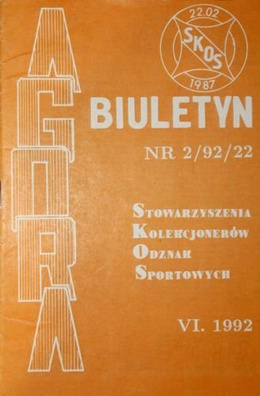 AGORA
22.02
SKOS
1987
BIULETYN
NR 2/92/22
STOWARZYSZENIA
KOLEKCJONERÓW
ODZNAK
SPORTOWYCH
VI. 1992